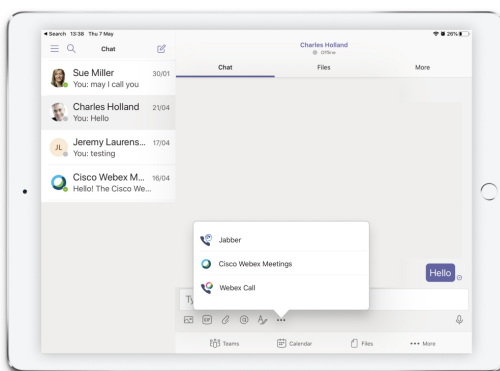 Search 13:38 Thu 7 May
26%
Chat
Sue Miller 30/01
You: may I call you
Charles Holland 21/04
You: Hello
JL
Jeremy Laurens... 17/04
You: testing
Cisco Webex M... 16/04
Hello! The Cisco We...
Charles Holland
Offline
Chat Files More
Hello
Jabber
Cisco Webex Meetings
Webex Call
Ty
Teams Calendar Files More